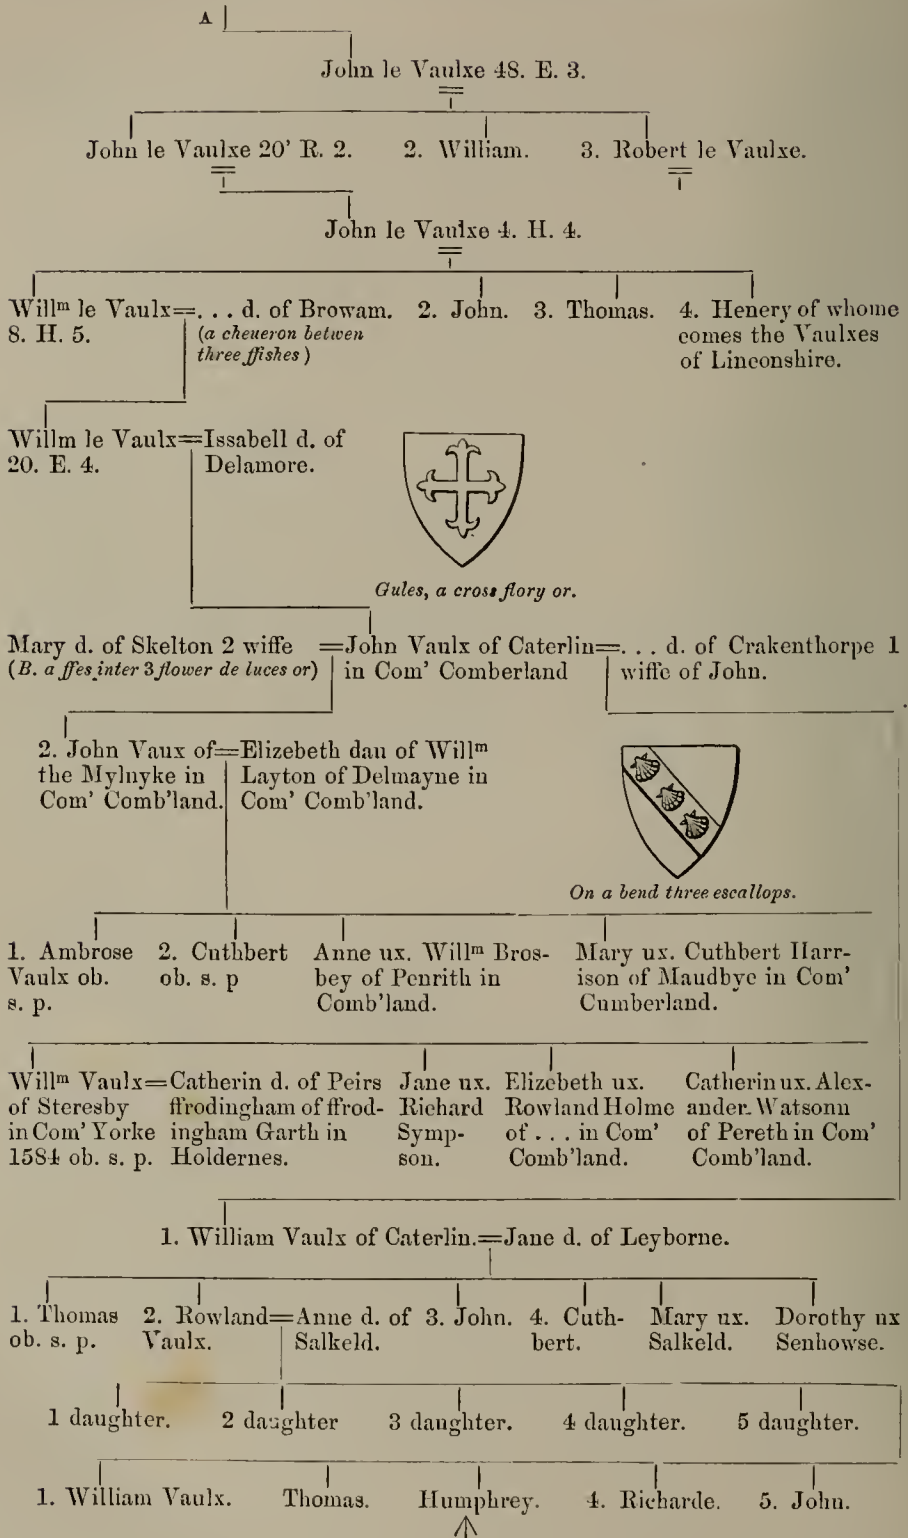 A
John le Vaulxe 48. E. 3.
John le Vaulxe 20' R. 2. 2. William. 3. Robert le Vaulxe.
John le Vaulxe 4. H. 4.
Willᵐ le Vaulx=. . . d. of Browam. 2. John. 3. Thomas. 4. Henery of whome
8. H. 5. (a cheueron betwen comes the Vaulxes
three ffishes) of Linconshire.
Willm le Vaulx=Issabell d. of
20. E. 4. Delamore.
Gules, a cross flory or.
Mary d. of Skelton 2 wiffe =John Vaulx of Caterlin=. . . d. of Crakenthorpe 1
(B. a ffes inter 3 flower de luces or) in Com' Comberland wiffe of John.
2. John Vaux of=Elizebeth dau of Willᵐ
the Mylnyke in Layton of Delmayne in
Com' Comb'land. Com' Comb'land.
On a bend three escallops.
1. Ambrose 2. Cuthbert Anne ux. Willᵐ Bros- Mary ux. Cuthbert Harr-
Vaulx ob. ob. s. p bey of Penrith in ison of Maudbye in Com'
s. p. Comb'land. Cumberland.
Willᵐ Vaulx=Catherin d. of Peirs Jane ux. Elizebeth ux. Catherin ux. Alex-
of Steresby ffrodingham of ffrod- Richard Rowland Holme ander Watsonn
in Com' Yorke ingham Garth in Symp- of . . . in Com' of Pereth in Com'
1584 ob. s. p. Holdernes. son. Comb'land. Comb'land.
1. William Vaulx of Caterlin.=Jane d. of Leyborne.
1. Thomas 2. Rowland=Anne d. of 3. John. 4. Cuth- Mary ux. Dorothy ux
ob. s. p. Vaulx. Salkeld. bert. Salkeld. Senhowse.
1 daughter. 2 daughter 3 daughter. 4 daughter. 5 daughter.
1. William Vaulx. Thomas. Humphrey. 4. Richarde. 5. John.